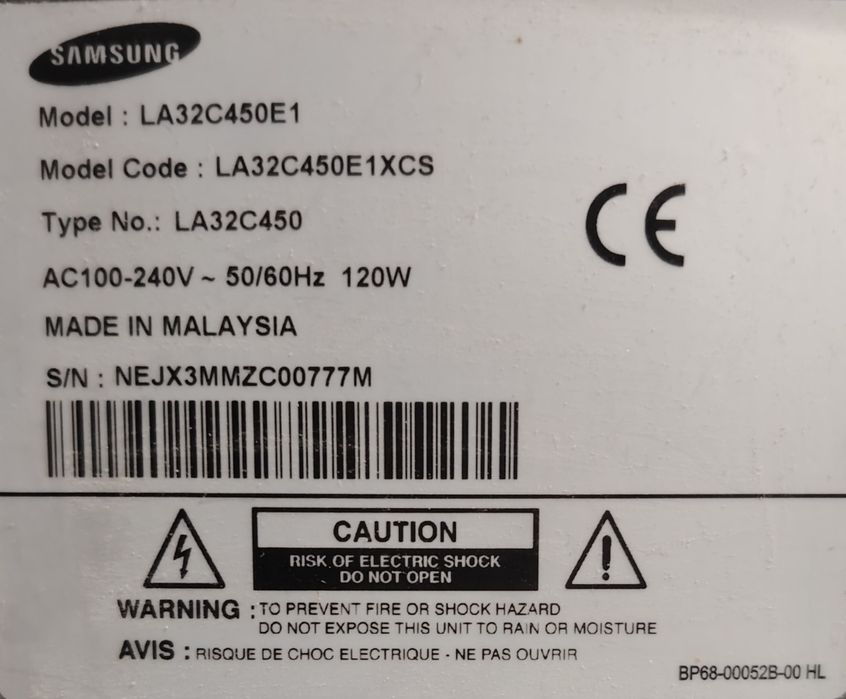 SAMSUNG
Model : LA32C450E1
Model Code : LA32C450E1XCS
Type No.: LA32C450
AC100-240V ~ 50/60Hz 120W
MADE IN MALAYSIA
S/N : NEJX3MMZC00777M
CE
CAUTION
RISK OF ELECTRIC SHOCK
DO NOT OPEN
WARNING : TO PREVENT FIRE OR SHOCK HAZARD
DO NOT EXPOSE THIS UNIT TO RAIN OR MOISTURE
AVIS : RISQUE DE CHOC ELECTRIQUE - NE PAS OUVRIR
BP68-00052B-00 HL